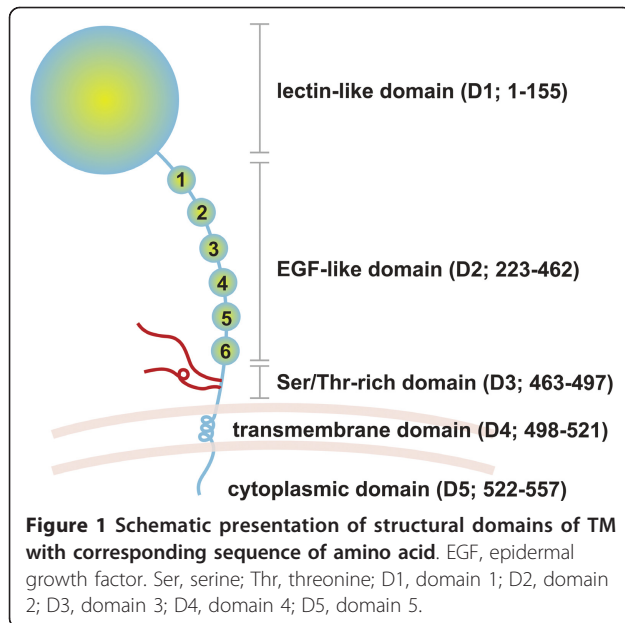 lectin-like domain (D1; 1-155)
1
2
3
4
5
6
EGF-like domain (D2; 223-462)
Ser/Thr-rich domain (D3; 463-497)
transmembrane domain (D4; 498-521)
cytoplasmic domain (D5; 522-557)
Figure 1 Schematic presentation of structural domains of TM
with corresponding sequence of amino acid. EGF, epidermal
growth factor. Ser, serine; Thr, threonine; D1, domain 1; D2, domain
2; D3, domain 3; D4, domain 4; D5, domain 5.